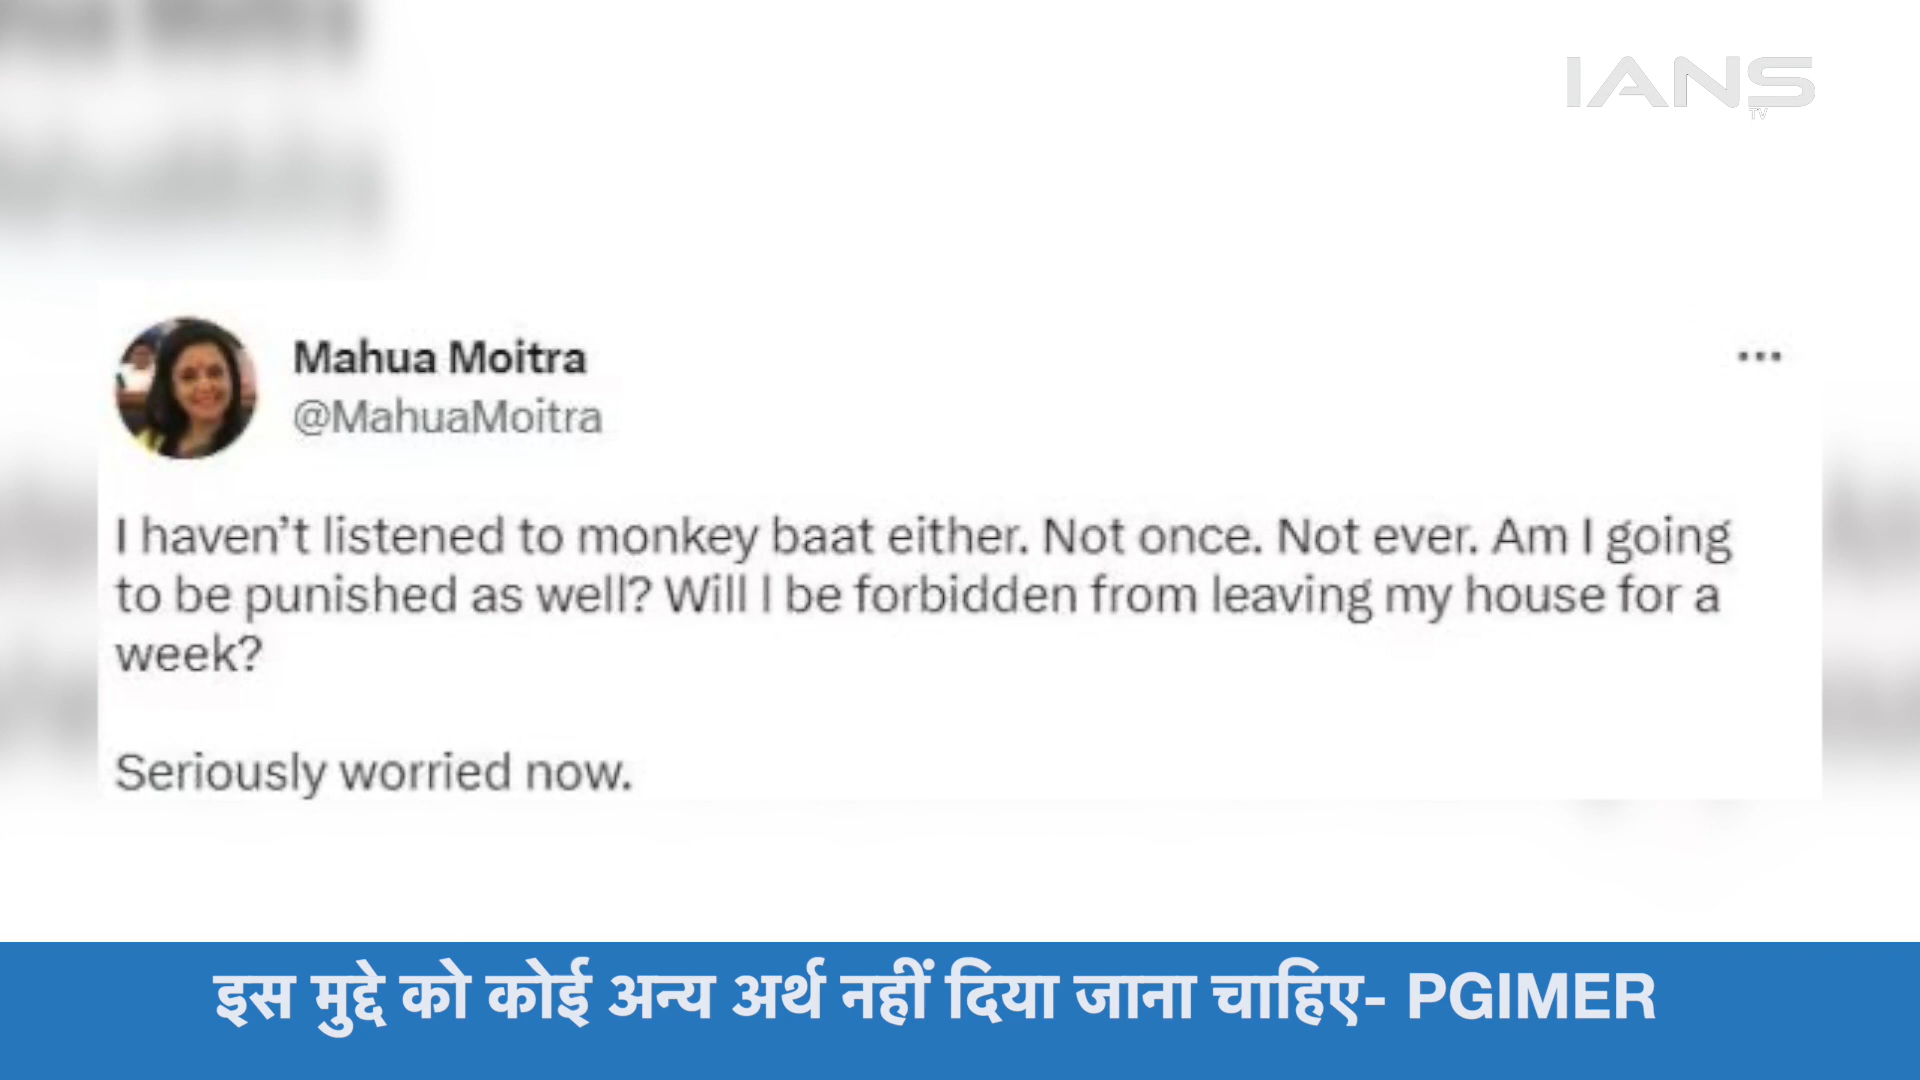 IANS
TV
Mahua Moitra
@MahuaMoitra
I haven’t listened to monkey baat either. Not once. Not ever. Am I going
to be punished as well? Will I be forbidden from leaving my house for a
week?
Seriously worried now.
इस मुद्दे को कोई अन्य अर्थ नहीं दिया जाना चाहिए- PGIMER